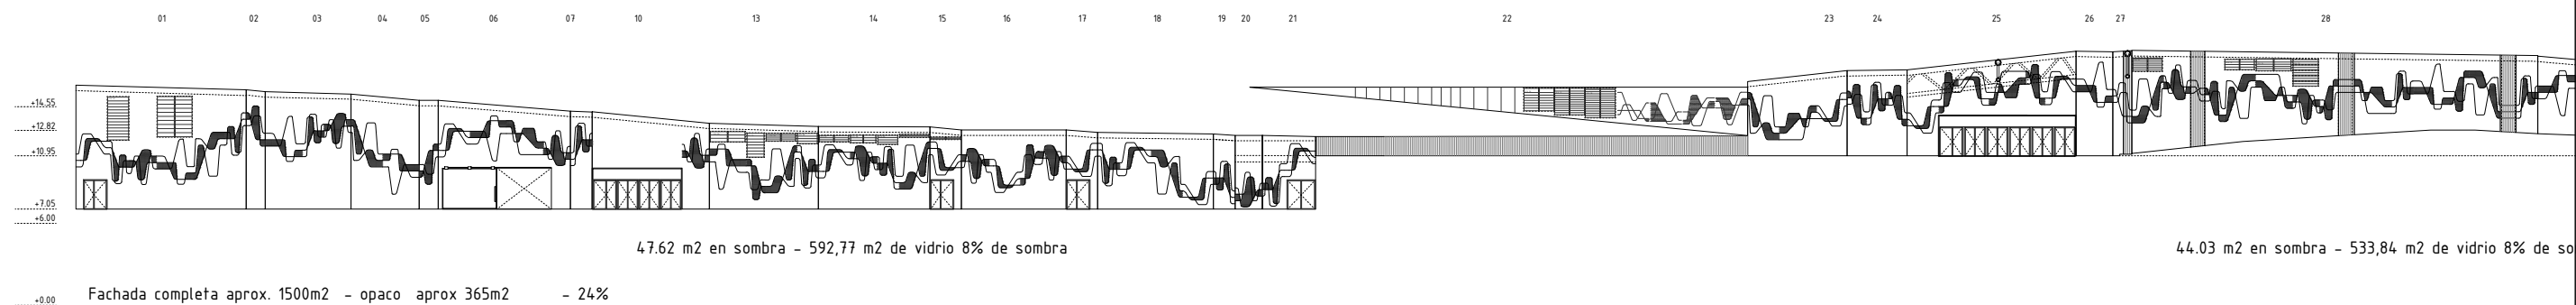 01 02 03 04 05 06 07 10 13 14 15 16 17 18 19 20 21 22 23 24 25 26 27 28
+14.55
+12.82
+10.95
+7.05
+6.00
47.62 m2 en sombra - 592,77 m2 de vidrio 8% de sombra
44.03 m2 en sombra - 533,84 m2 de vidrio 8% de so
Fachada completa aprox. 1500m2 - opaco aprox 365m2 - 24%
+0.00